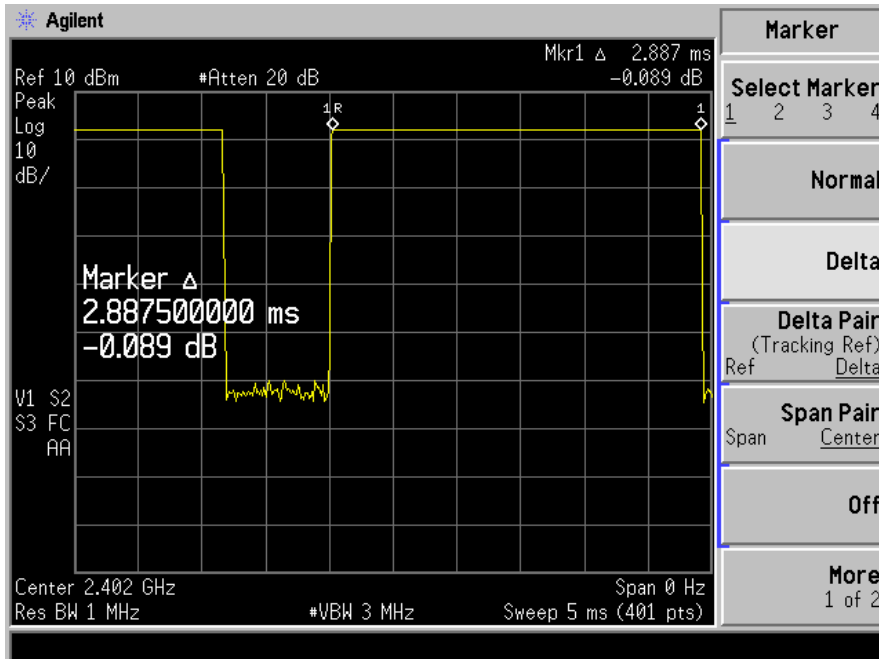 Agilent
Mkr1 Δ 2.887 ms
Ref 10 dBm #Atten 20 dB -0.089 dB
Peak
Log
10
dB/
1R
1
Marker Δ
2.887500000 ms
-0.089 dB
V1 S2
S3 FC
AA
Center 2.402 GHz Span 0 Hz
Res BW 1 MHz #VBW 3 MHz Sweep 5 ms (401 pts)
Marker
Select Marker
1 2 3 4
Normal
Delta
Delta Pair
(Tracking Ref)
Ref Delta
Span Pair
Span Center
Off
More
1 of 2